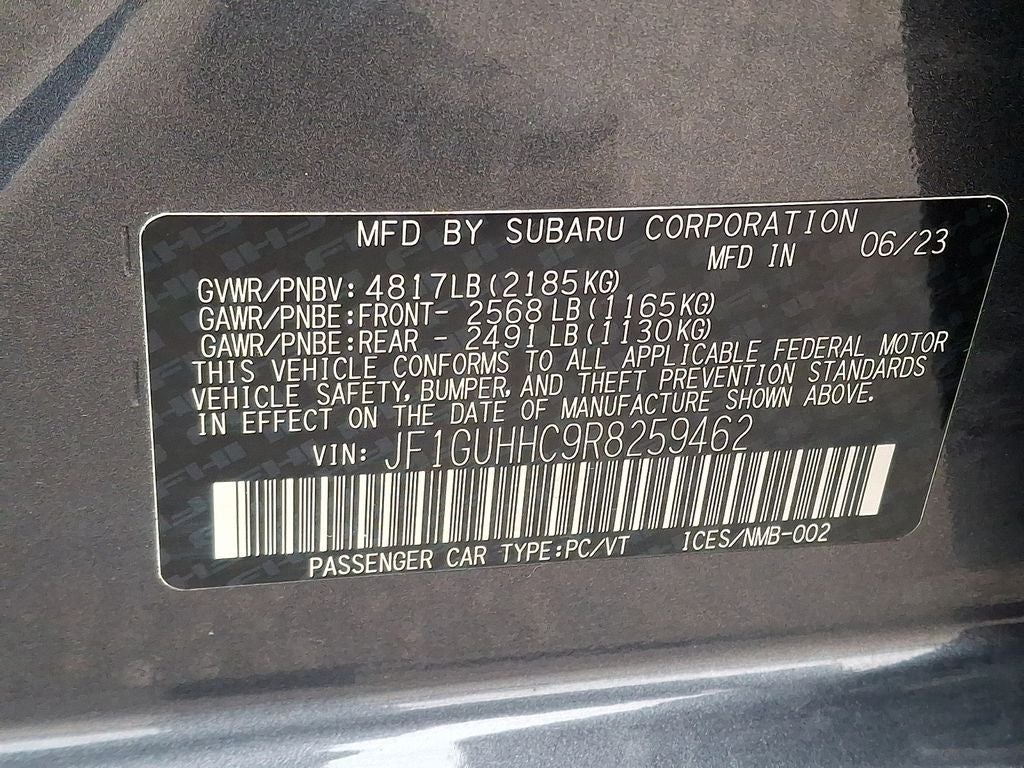 MFD BY SUBARU CORPORATION
MFD IN 06/23
GVWR/PNBV: 4817LB(2185KG)
GAWR/PNBE:FRONT- 2568LB(1165KG)
GAWR/PNBE:REAR - 2491LB(1130KG)
THIS VEHICLE CONFORMS TO ALL APPLICABLE FEDERAL MOTOR
VEHICLE SAFETY, BUMPER, AND THEFT PREVENTION STANDARDS
IN EFFECT ON THE DATE OF MANUFACTURE SHOWN ABOVE.
VIN: JF1GUHHC9R8259462
PASSENGER CAR TYPE:PC/VT ICES/NMB-002